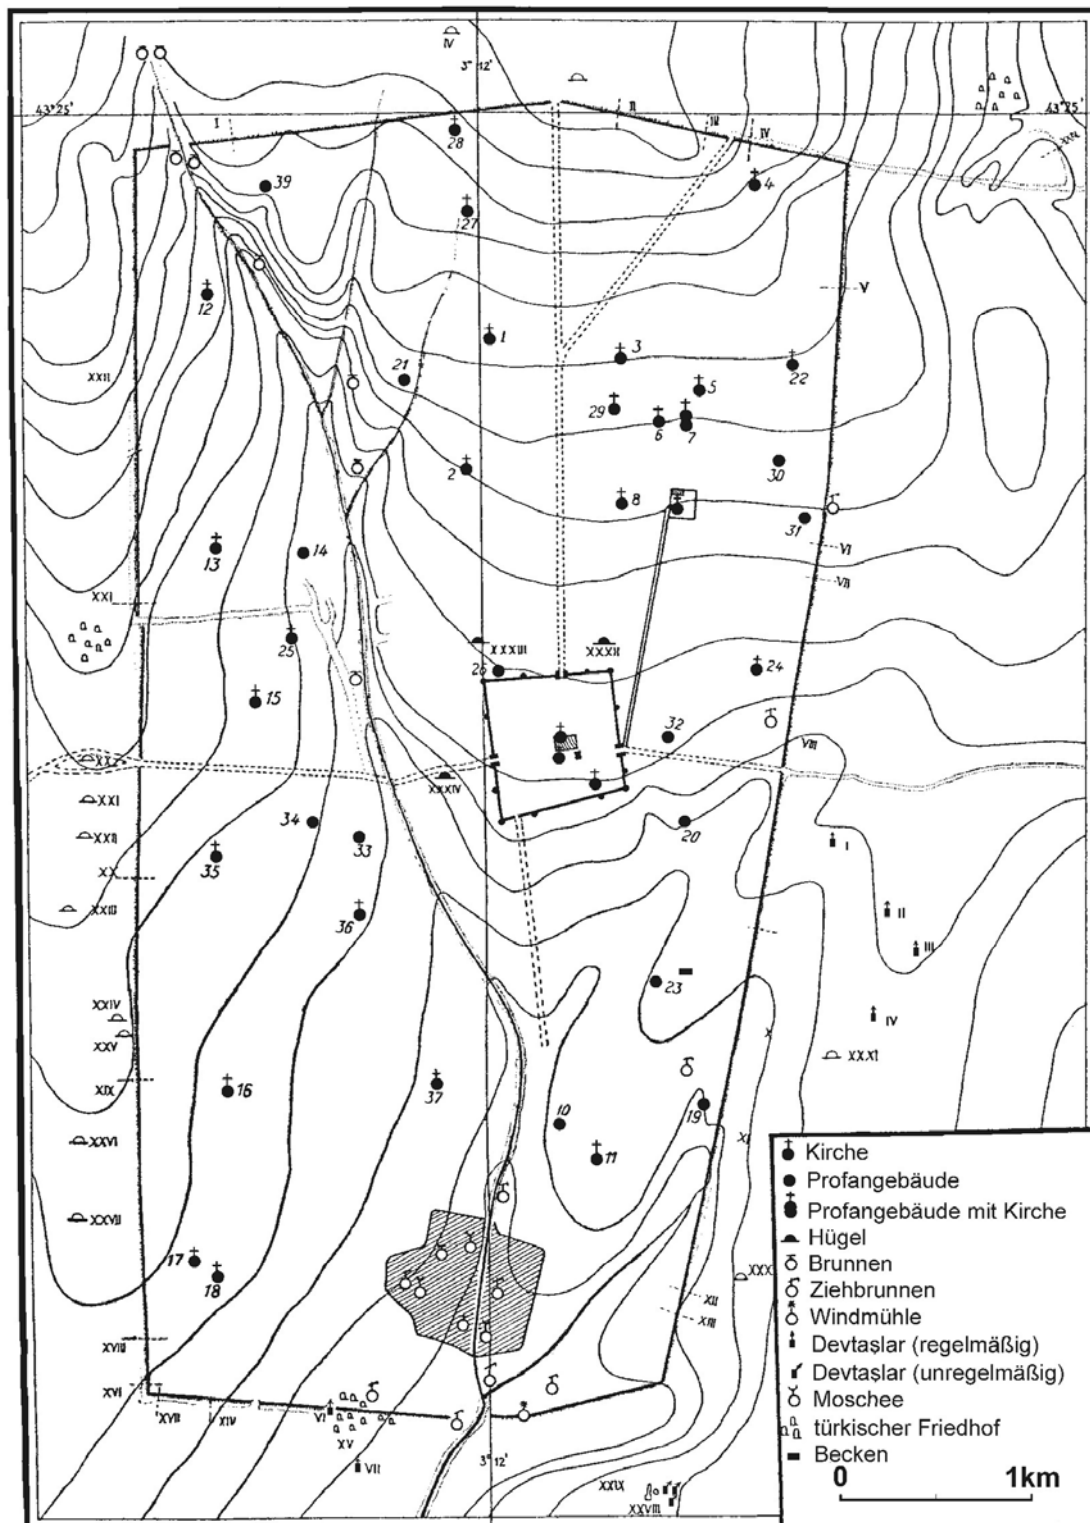 IV
3° 12'
43°25'
43°25'
I
II
III
IV
28
39
4
27
12
V
1
3
XXII
21
22
5
29
6
7
2
30
8
31
VI
13
14
VII
XXI
25
XXXIII
XXXII
26
24
15
32
VIII
XXXIV
XXI
34
20
XXII
33
I
35
XX
XXIII
36
II
III
23
XXIV
IV
XXV
X
XXXI
XIX
16
37
10
19
XXVI
11
XI
XXVII
17
18
XXX
XII
XIII
XVIII
XVI
XVII
XIV
VI
XV
VII
3° 12'
XXIX
XXVIII
Kirche
Profangebäude
Profangebäude mit Kirche
Hügel
Brunnen
Ziehbrunnen
Windmühle
Devtaşlar (regelmäßig)
Devtaşlar (unregelmäßig)
Moschee
türkischer Friedhof
Becken
0 1km